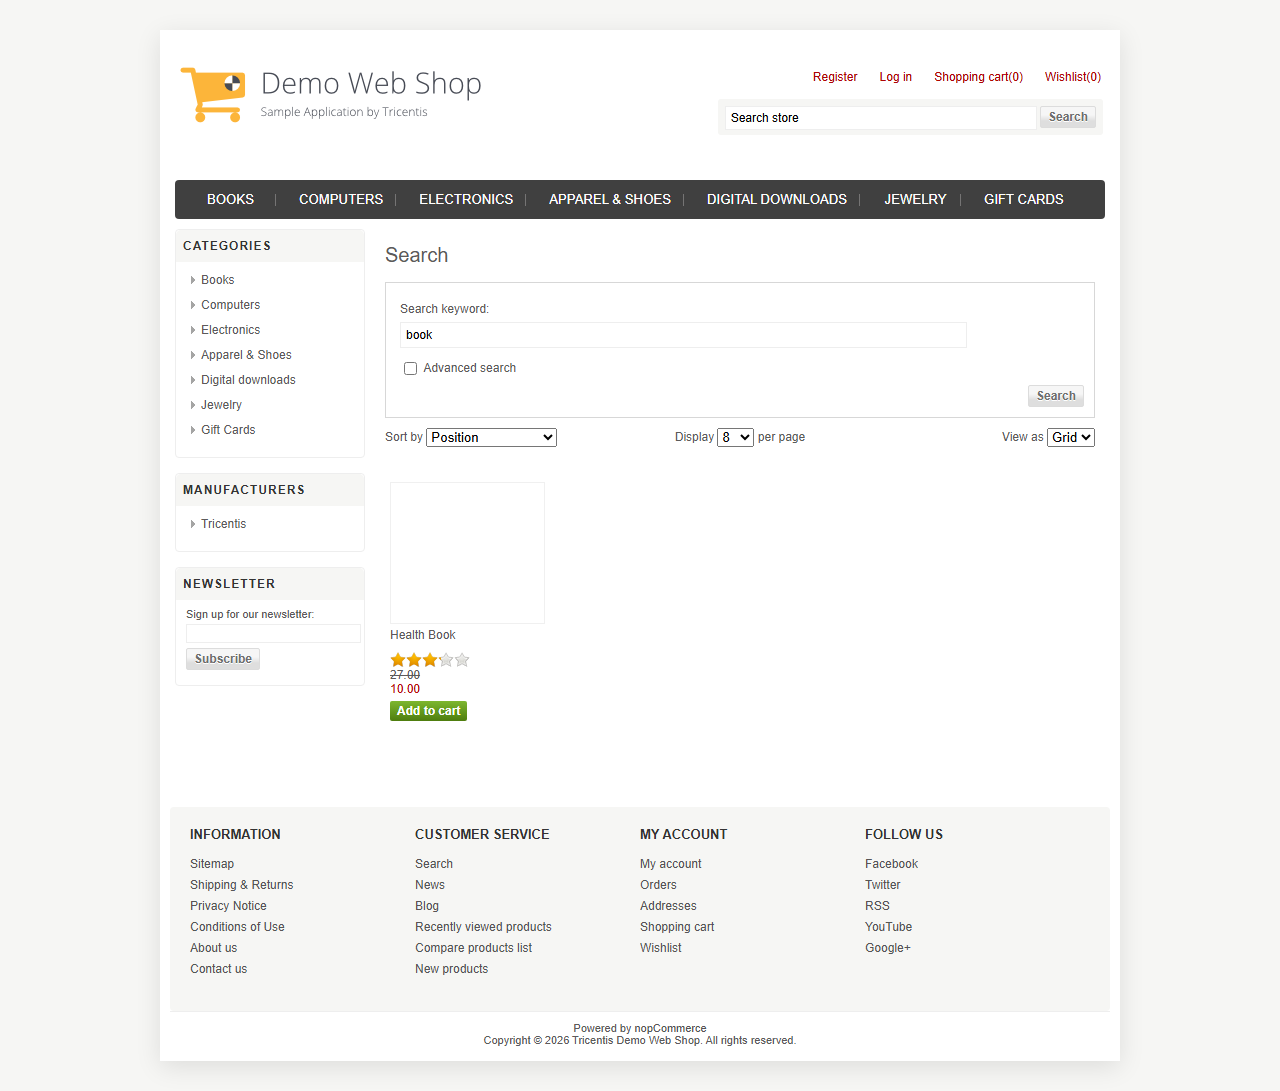 Demo Web Shop
Sample Application by Tricentis
Register Log in Shopping cart(0) Wishlist(0)
Search store Search
BOOKS COMPUTERS ELECTRONICS APPAREL & SHOES DIGITAL DOWNLOADS JEWELRY GIFT CARDS
CATEGORIES
Books
Computers
Electronics
Apparel & Shoes
Digital downloads
Jewelry
Gift Cards
MANUFACTURERS
Tricentis
NEWSLETTER
Sign up for our newsletter:
Subscribe
Search
Search keyword:
book
Advanced search
Search
Sort by Position Display 8 per page View as Grid
Health Book
27.00
10.00
Add to cart
INFORMATION
Sitemap
Shipping & Returns
Privacy Notice
Conditions of Use
About us
Contact us
CUSTOMER SERVICE
Search
News
Blog
Recently viewed products
Compare products list
New products
MY ACCOUNT
My account
Orders
Addresses
Shopping cart
Wishlist
FOLLOW US
Facebook
Twitter
RSS
YouTube
Google+
Powered by nopCommerce
Copyright © 2026 Tricentis Demo Web Shop. All rights reserved.